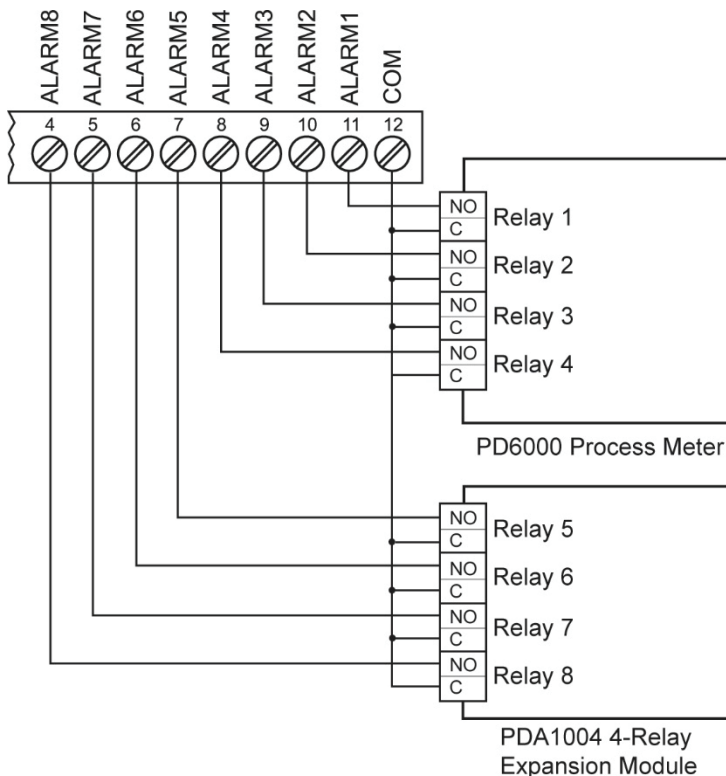 ALARM8
ALARM7
ALARM6
ALARM5
ALARM4
ALARM3
ALARM2
ALARM1
COM
4 5 6 7 8 9 10 11 12
NO
C
Relay 1
NO
C
Relay 2
NO
C
Relay 3
NO
C
Relay 4
PD6000 Process Meter
NO
C
Relay 5
NO
C
Relay 6
NO
C
Relay 7
NO
C
Relay 8
PDA1004 4-Relay
Expansion Module